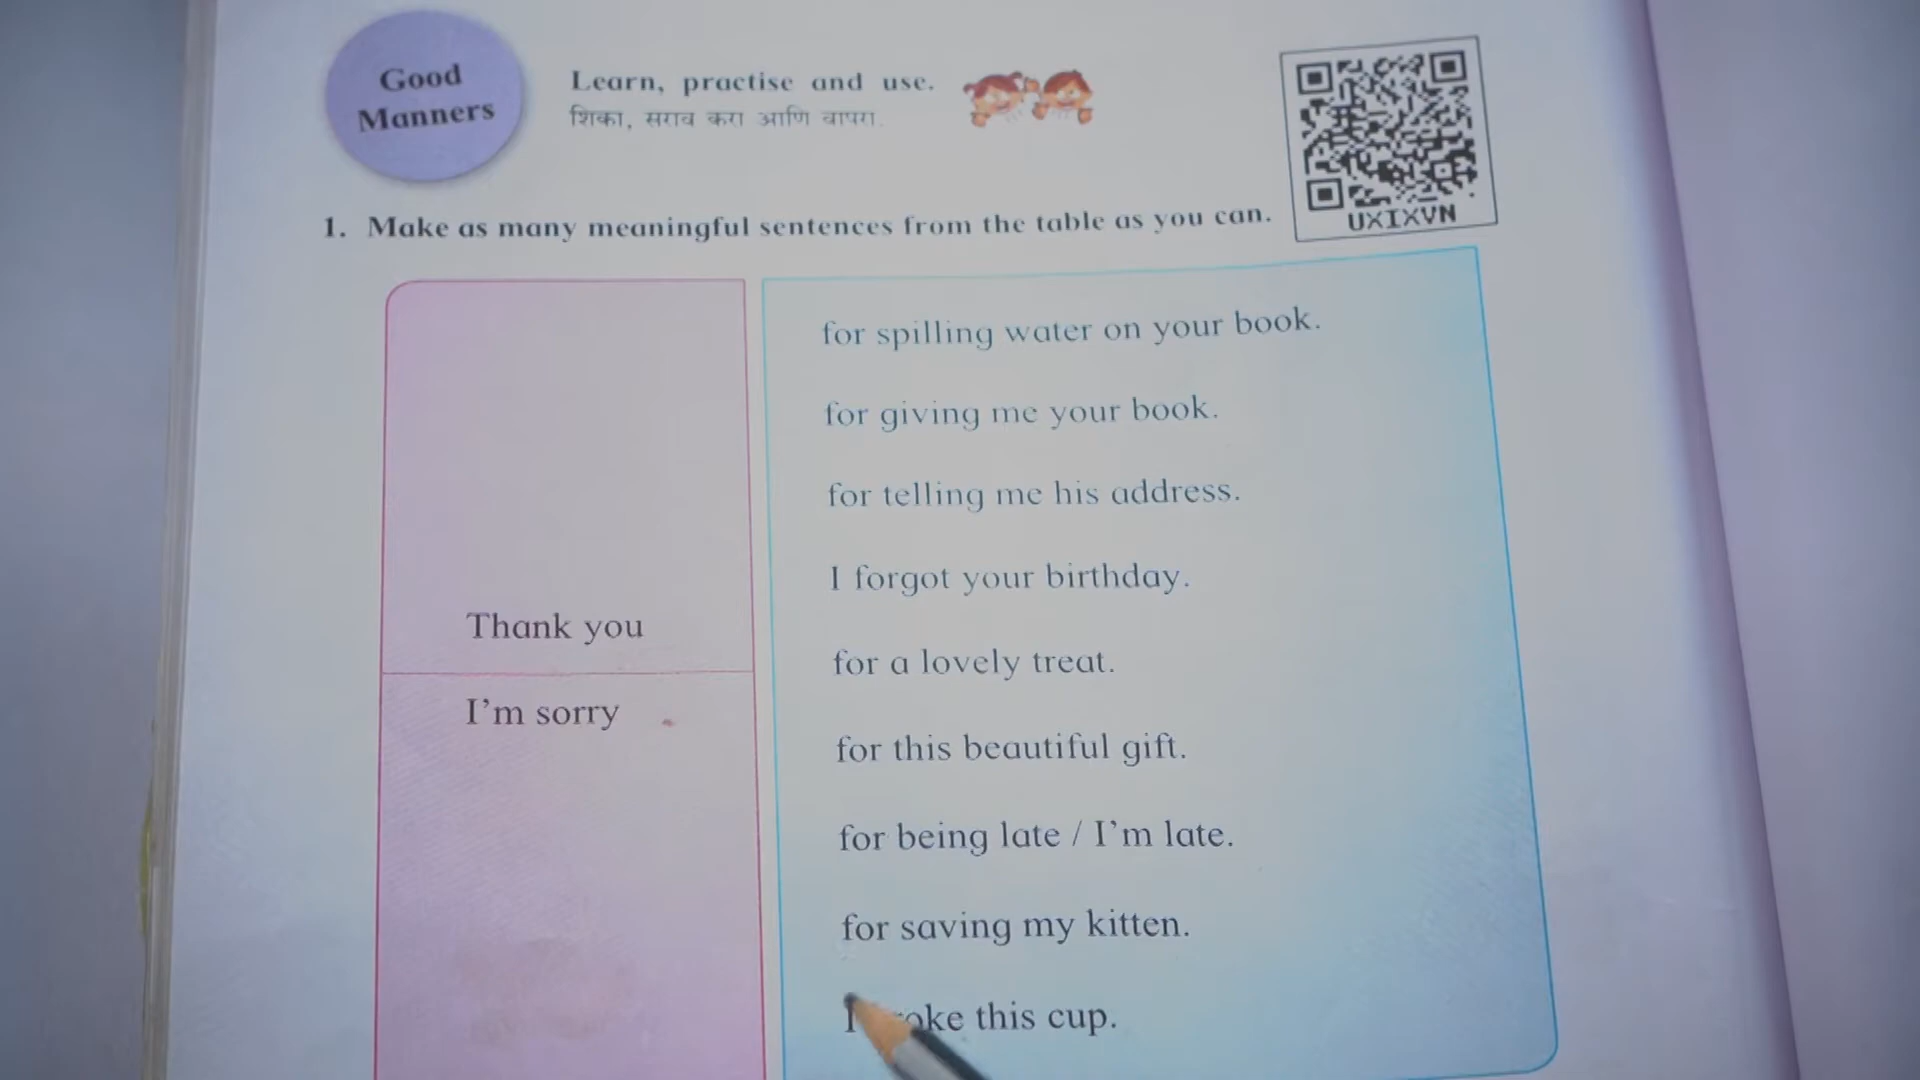 Good
Manners
Learn, practise and use.
शिका, सराव करा आणि वापरा.
UXIXVN
1. Make as many meaningful sentences from the table as you can.
for spilling water on your book.
for giving me your book.
for telling me his address.
I forgot your birthday.
Thank you
for a lovely treat.
I'm sorry
for this beautiful gift.
for being late / I'm late.
for saving my kitten.
I this cup.